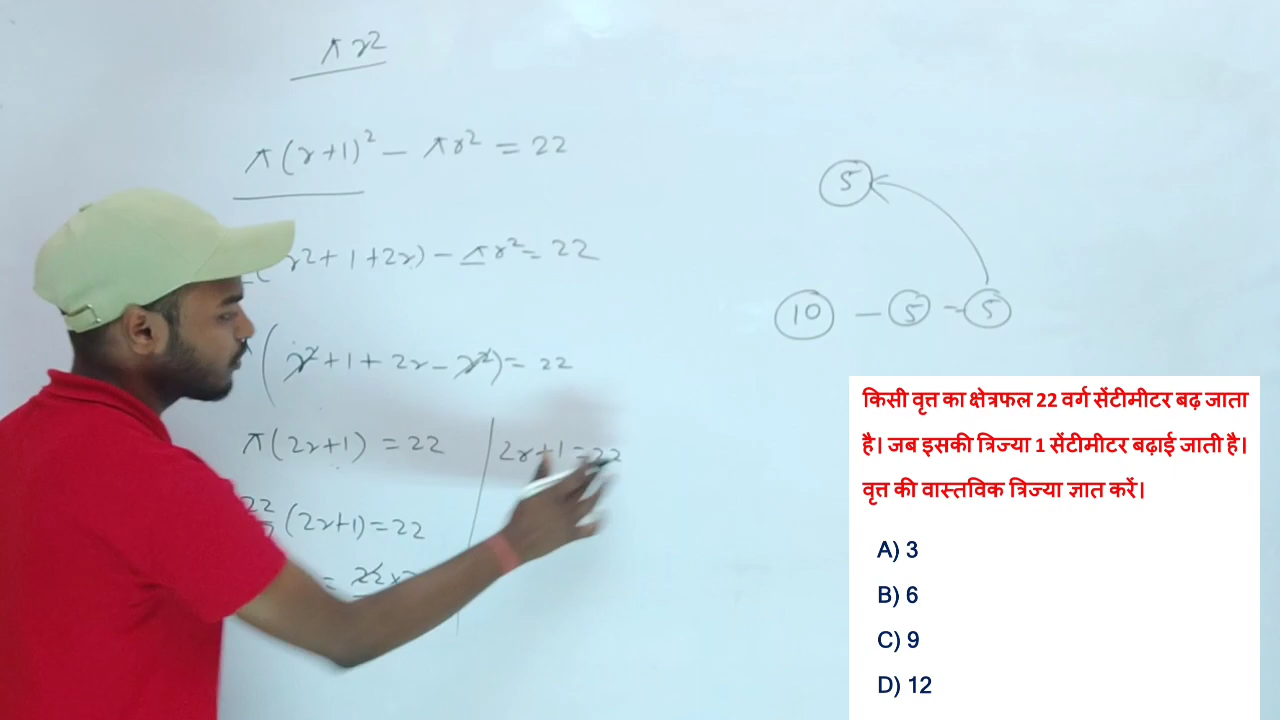 πr²
π(r+1)² – πr² = 22
r²+1+2r) – πr² = 22
(r²+1+2r–r²) = 22
π(2r+1) = 22
22 (2r+1) = 22
= 22×
2r+1=22
5
10 – 5 = 5
किसी वृत्त का क्षेत्रफल 22 वर्ग सेंटीमीटर बढ़ जाता
है। जब इसकी त्रिज्या 1 सेंटीमीटर बढ़ाई जाती है।
वृत्त की वास्तविक त्रिज्या ज्ञात करें।
A) 3
B) 6
C) 9
D) 12